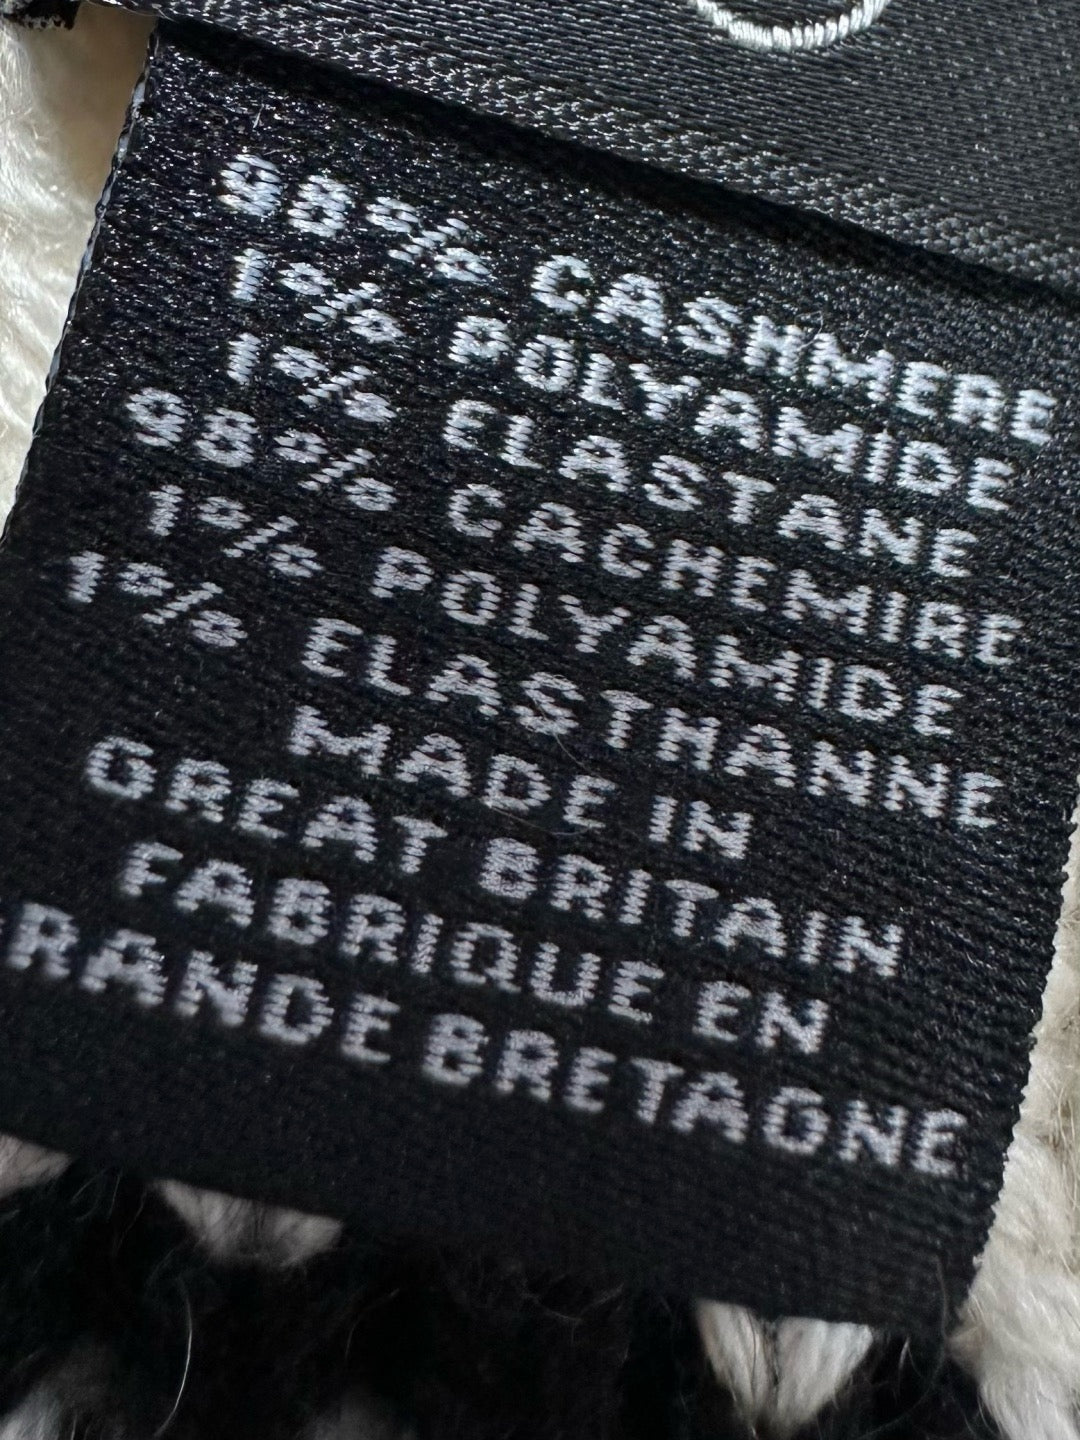 98% CASHMERE
1% POLYAMIDE
1% ELASTANE
98% CACHEMIRE
1% POLYAMIDE
1% ELASTHANNE
MADE IN
GREAT BRITAIN
FABRIQUE EN
RANDE BRETAGNE